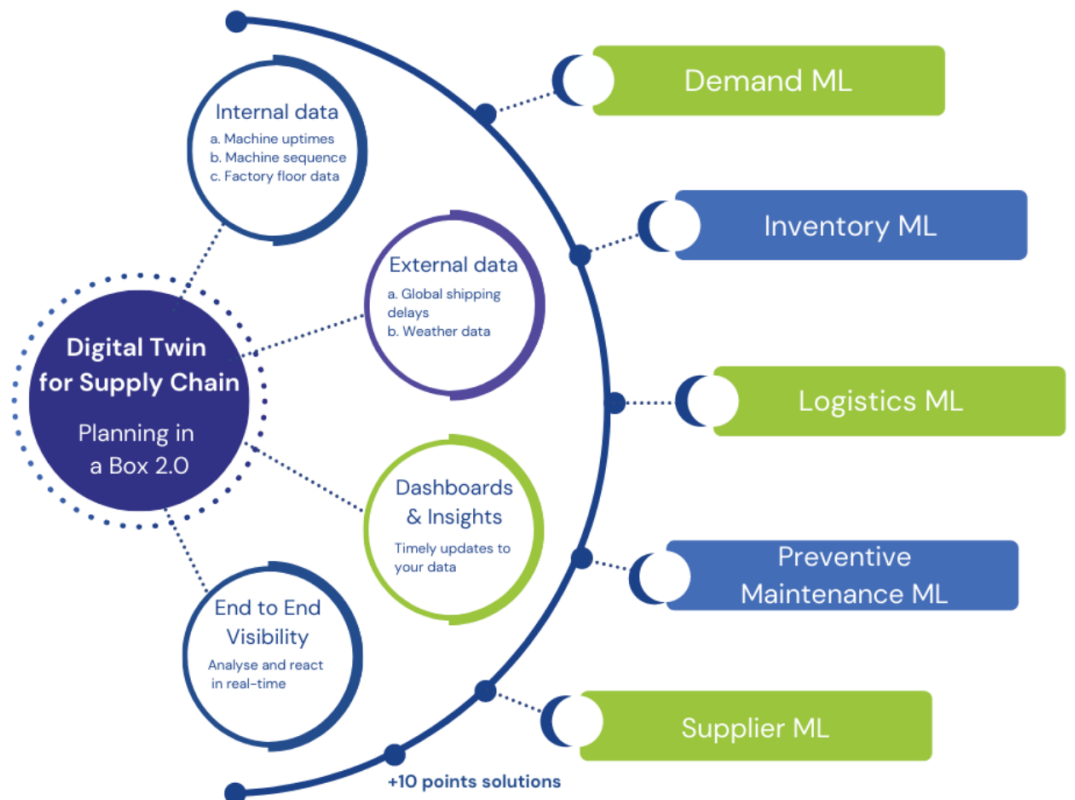 Internal data
a. Machine uptimes
b. Machine sequence
c. Factory floor data
External data
a. Global shipping
delays
b. Weather data
Digital Twin
for Supply Chain
Planning in
a Box 2.0
Dashboards
& Insights
Timely updates to
your data
End to End
Visibility
Analyse and react
in real-time
Demand ML
Inventory ML
Logistics ML
Preventive
Maintenance ML
Supplier ML
+10 points solutions